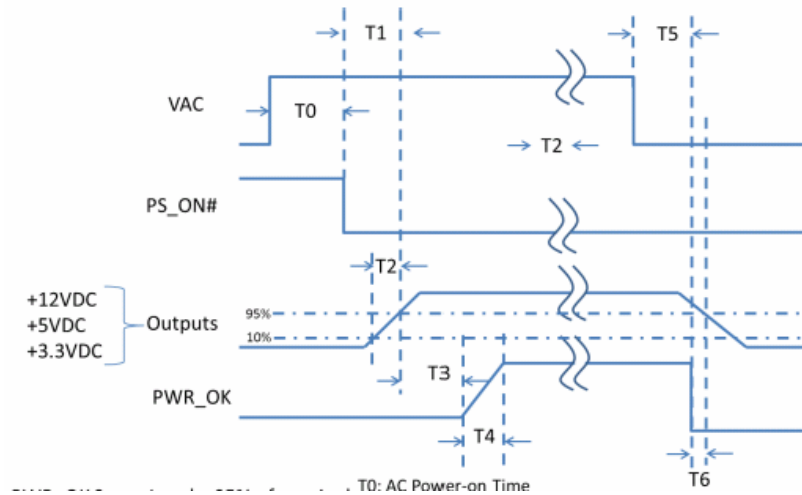 T1
T5
VAC
T0
T2
PS_ON#
T2
+12VDC
+5VDC
+3.3VDC
Outputs
95%
10%
T3
PWR_OK
T4
T6
T0: AC Power-on Time